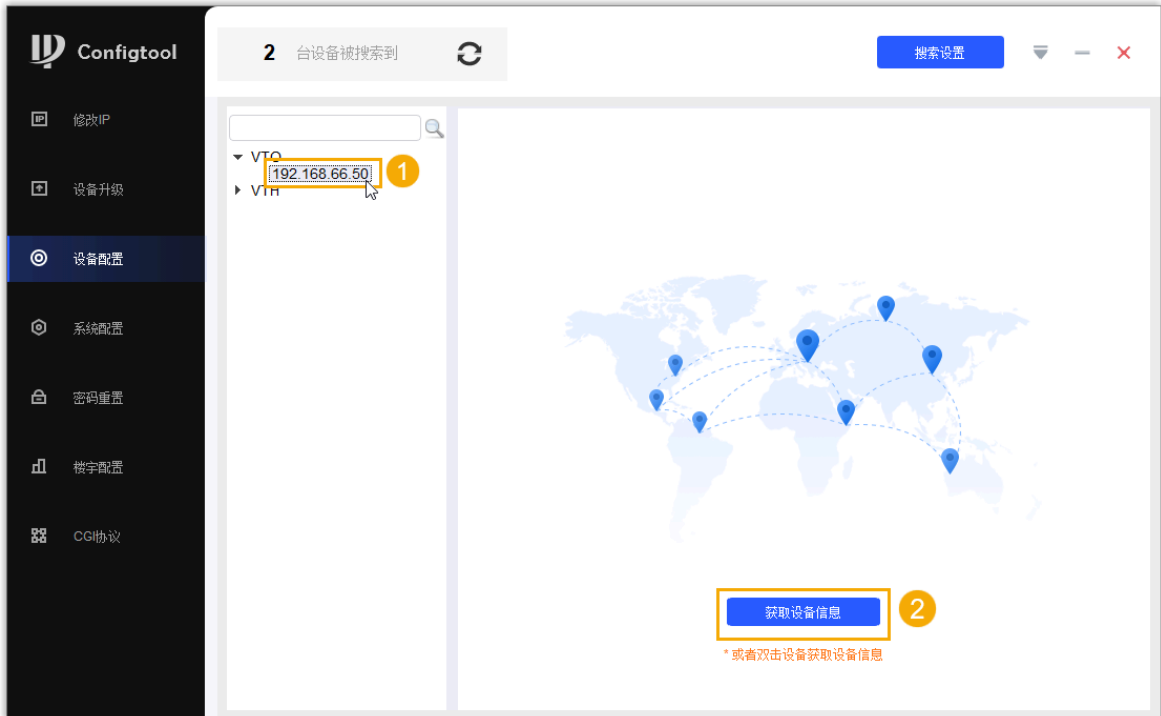 Configtool
2 台设备被搜索到
搜索设置
修改IP
设备升级
设备配置
系统配置
密码重置
楼宇配置
CGI协议
VTO
192.168.66.50
1
VTH
获取设备信息
2
* 或者双击设备获取设备信息